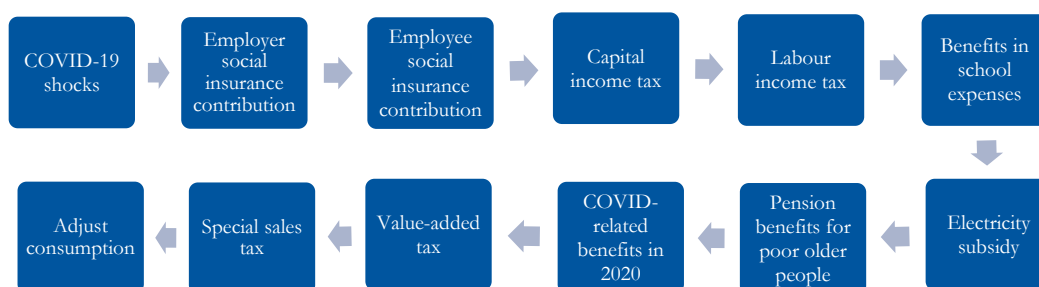 COVID-19
shocks
Employer
social
insurance
contribution
Employee
social
insurance
contribution
Capital
income tax
Labour
income tax
Benefits in
school
expenses
Electricity
subsidy
Pension
benefits for
poor older
people
COVID-
related
benefits in
2020
Value-added
tax
Special sales
tax
Adjust
consumption